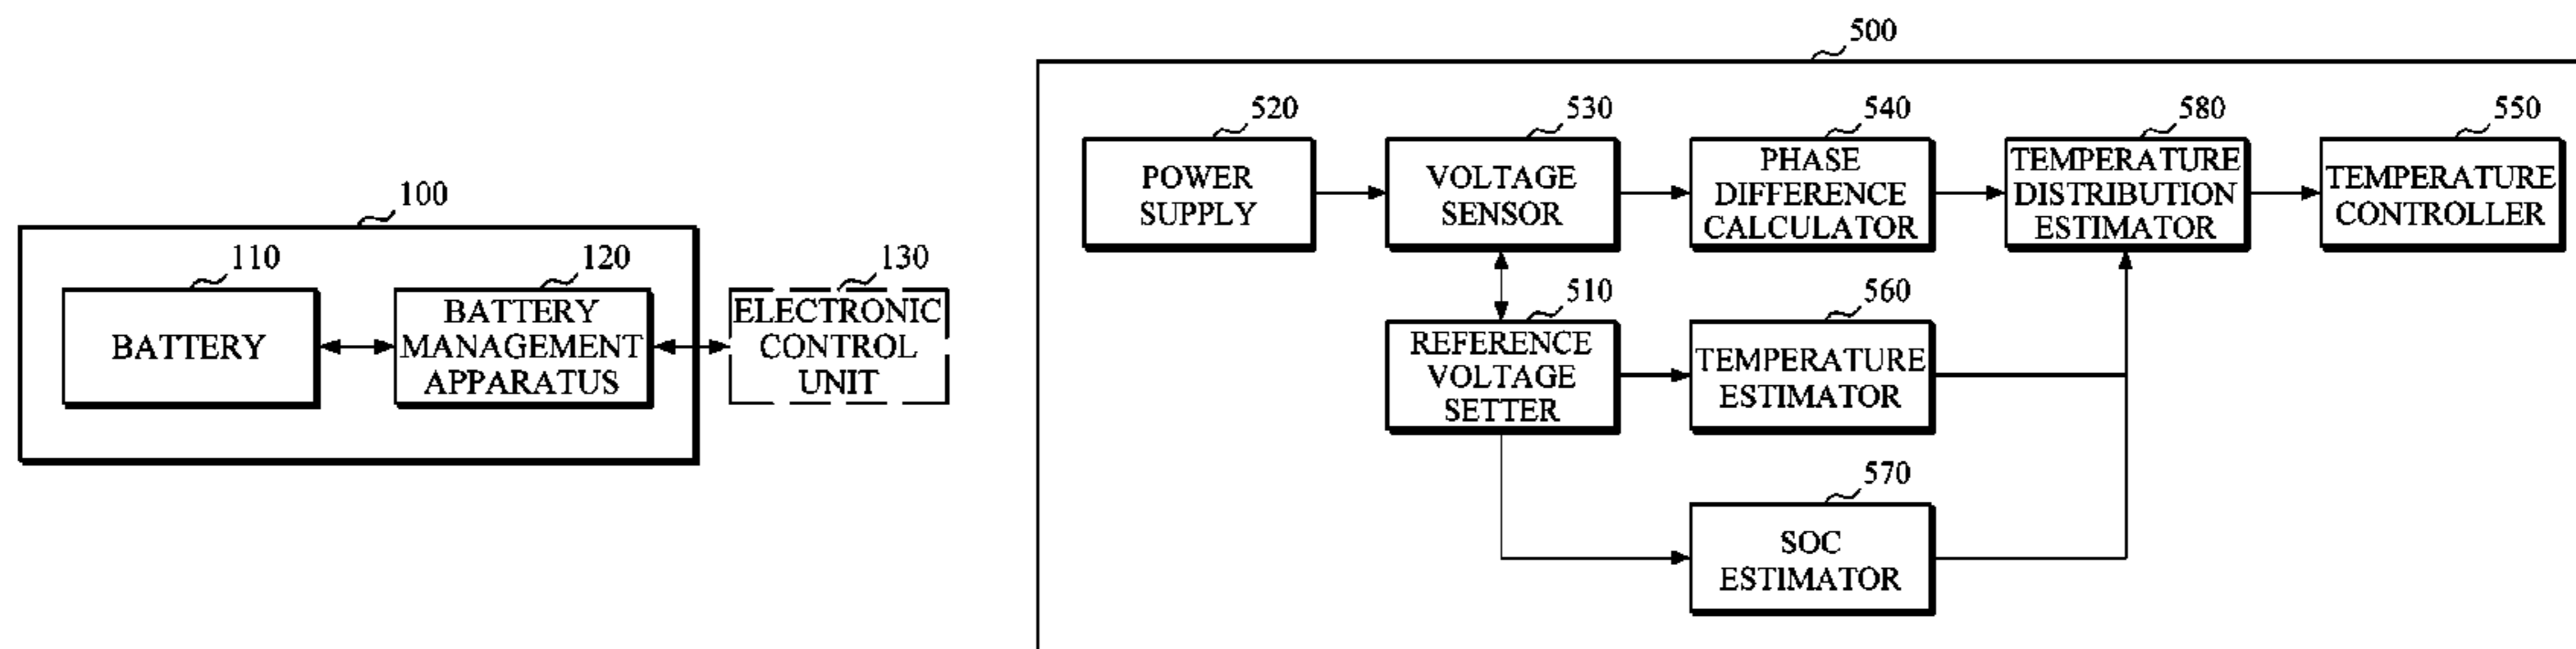 100
110
BATTERY
120
BATTERY
MANAGEMENT
APPARATUS
130
ELECTRONIC
CONTROL
UNIT
500
520
POWER
SUPPLY
530
VOLTAGE
SENSOR
540
PHASE
DIFFERENCE
CALCULATOR
580
TEMPERATURE
DISTRIBUTION
ESTIMATOR
550
TEMPERATURE
CONTROLLER
510
REFERENCE
VOLTAGE
SETTER
560
TEMPERATURE
ESTIMATOR
570
SOC
ESTIMATOR